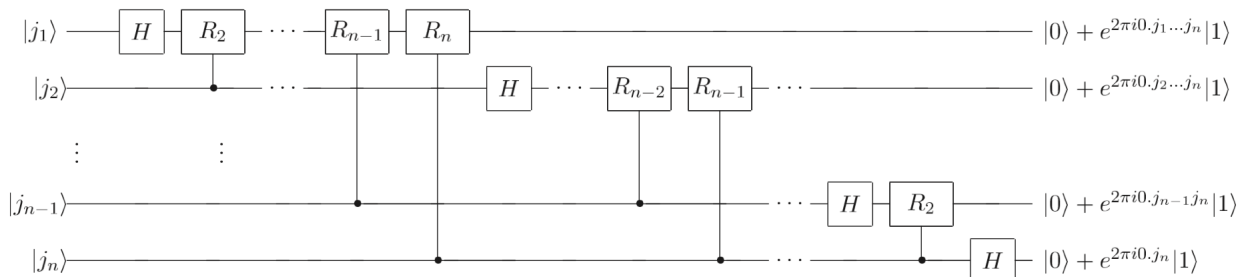 |j₁⟩ H R₂ ⋯ Rₙ₋₁ Rₙ |0⟩ + e^{2πi0.j₁…jₙ}|1⟩
|j₂⟩ ⋯ H ⋯ Rₙ₋₂ Rₙ₋₁ ⋯ |0⟩ + e^{2πi0.j₂…jₙ}|1⟩
⋮ ⋮
|jₙ₋₁⟩ ⋯ H R₂ |0⟩ + e^{2πi0.jₙ₋₁jₙ}|1⟩
|jₙ⟩ ⋯ H |0⟩ + e^{2πi0.jₙ}|1⟩